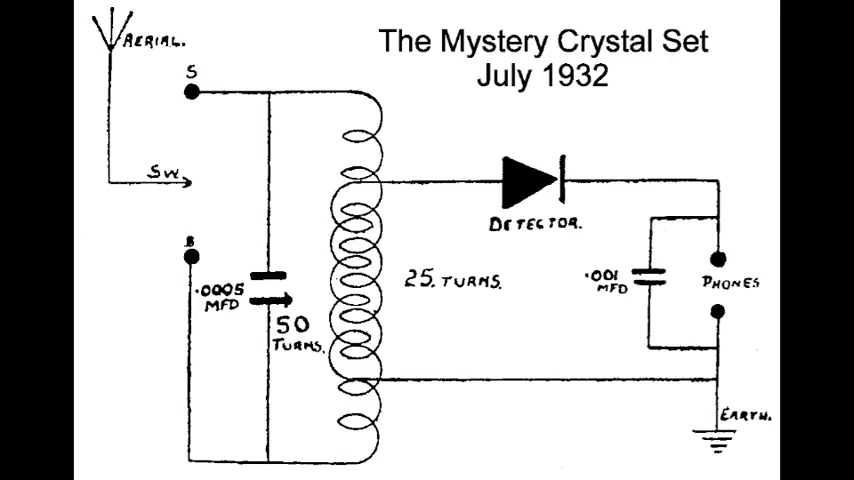 The Mystery Crystal Set
July 1932
AERIAL.
S
SW
B
.0005
MFD
50
TURNS.
DETECTOR.
25. TURNS.
.001
MFD
PHONES
EARTH.